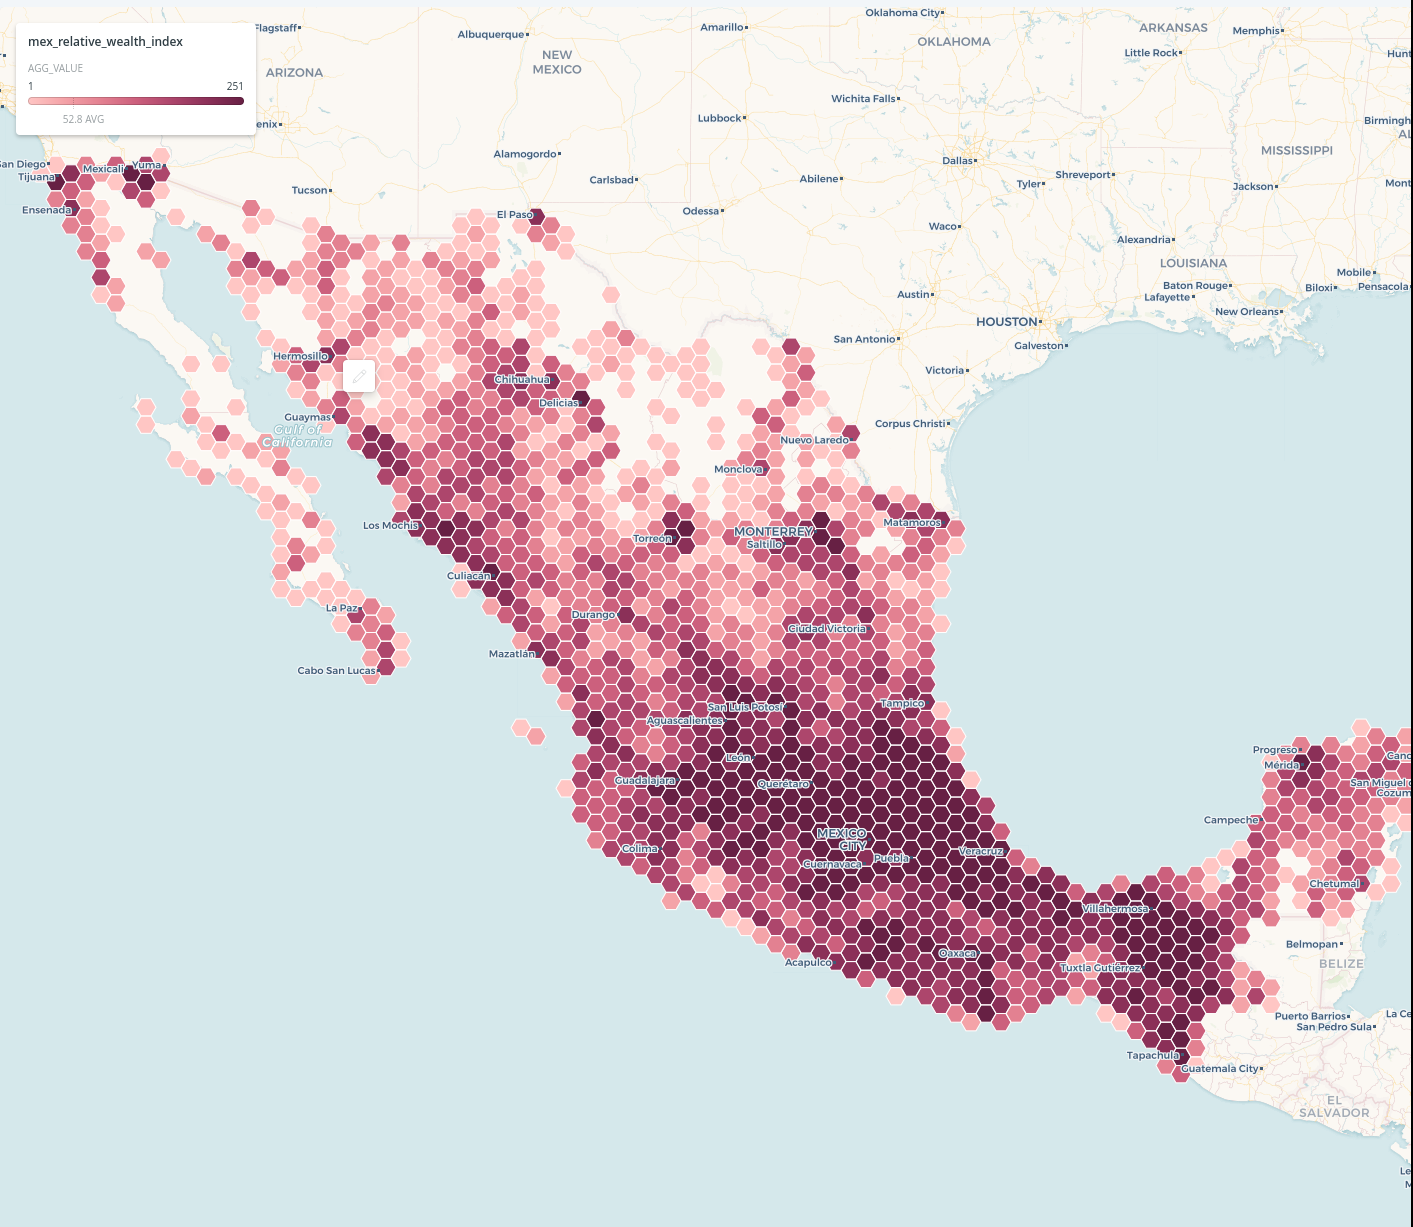 mex_relative_wealth_index
AGG_VALUE
1
251
52.8 AVG
Flagstaff
Albuquerque
Amarillo
Oklahoma City
ARKANSAS
Memphis
NEW
MEXICO
OKLAHOMA
Little Rock
Hunt
ARIZONA
Wichita Falls
enix
Lubbock
Birmingh
AL
San Diego
Mexicali
Yuma
Alamogordo
Dallas
MISSISSIPPI
Tijuana
Tucson
Carlsbad
Abilene
Tyler
Shreveport
Jackson
Mont
Ensenada
El Paso
Odessa
Waco
Alexandria
LOUISIANA
Mobile
Austin
Baton Rouge
Biloxi
Pensacola
Lafayette
HOUSTON
New Orleans
San Antonio
Galveston
Hermosillo
Chihuahua
Victoria
Delicias
Guaymas
Corpus Christi
Gulf of
California
Nuevo Laredo
Monclova
Los Mochis
Torreón
MONTERREY
Saltillo
Matamoros
Culiacán
La Paz
Durango
Ciudad Victoria
Mazatlán
Cabo San Lucas
San Luis Potosí
Tampico
Aguascalientes
León
Progreso
Mérida
Canc
Guadalajara
Querétaro
San Miguel d
Cozum
Campeche
MEXICO
CITY
Colima
Cuernavaca
Puebla
Veracruz
Chetumal
Villahermosa
Acapulco
Oaxaca
Tuxtla Gutiérrez
Belmopan
BELIZE
Puerto Barrios
La Ce
San Pedro Sula
Tapachula
Guatemala City
EL
SALVADOR
Le
M